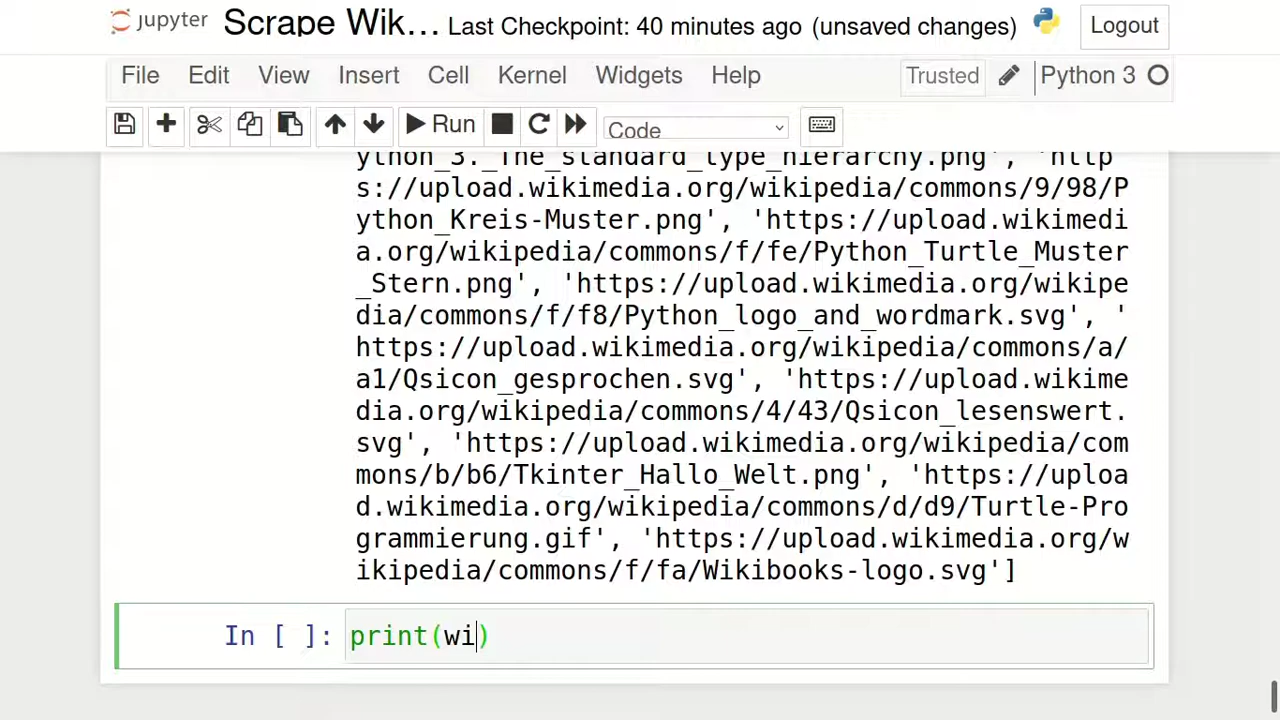 jupyter Scrape Wik... Last Checkpoint: 40 minutes ago (unsaved changes) Logout
File Edit View Insert Cell Kernel Widgets Help Trusted Python 3
Run Code
ython_3._The_standard_type_hierarchy.png', 'http
s://upload.wikimedia.org/wikipedia/commons/9/98/P
ython_Kreis-Muster.png', 'https://upload.wikimedi
a.org/wikipedia/commons/f/fe/Python_Turtle_Muster
_Stern.png', 'https://upload.wikimedia.org/wikipe
dia/commons/f/f8/Python_logo_and_wordmark.svg', '
https://upload.wikimedia.org/wikipedia/commons/a/
a1/Qsicon_gesprochen.svg', 'https://upload.wikime
dia.org/wikipedia/commons/4/43/Qsicon_lesenswert.
svg', 'https://upload.wikimedia.org/wikipedia/com
mons/b/b6/Tkinter_Hallo_Welt.png', 'https://uploa
d.wikimedia.org/wikipedia/commons/d/d9/Turtle-Pro
grammierung.gif', 'https://upload.wikimedia.org/w
ikipedia/commons/f/fa/Wikibooks-logo.svg']
In [ ]: print(wi)